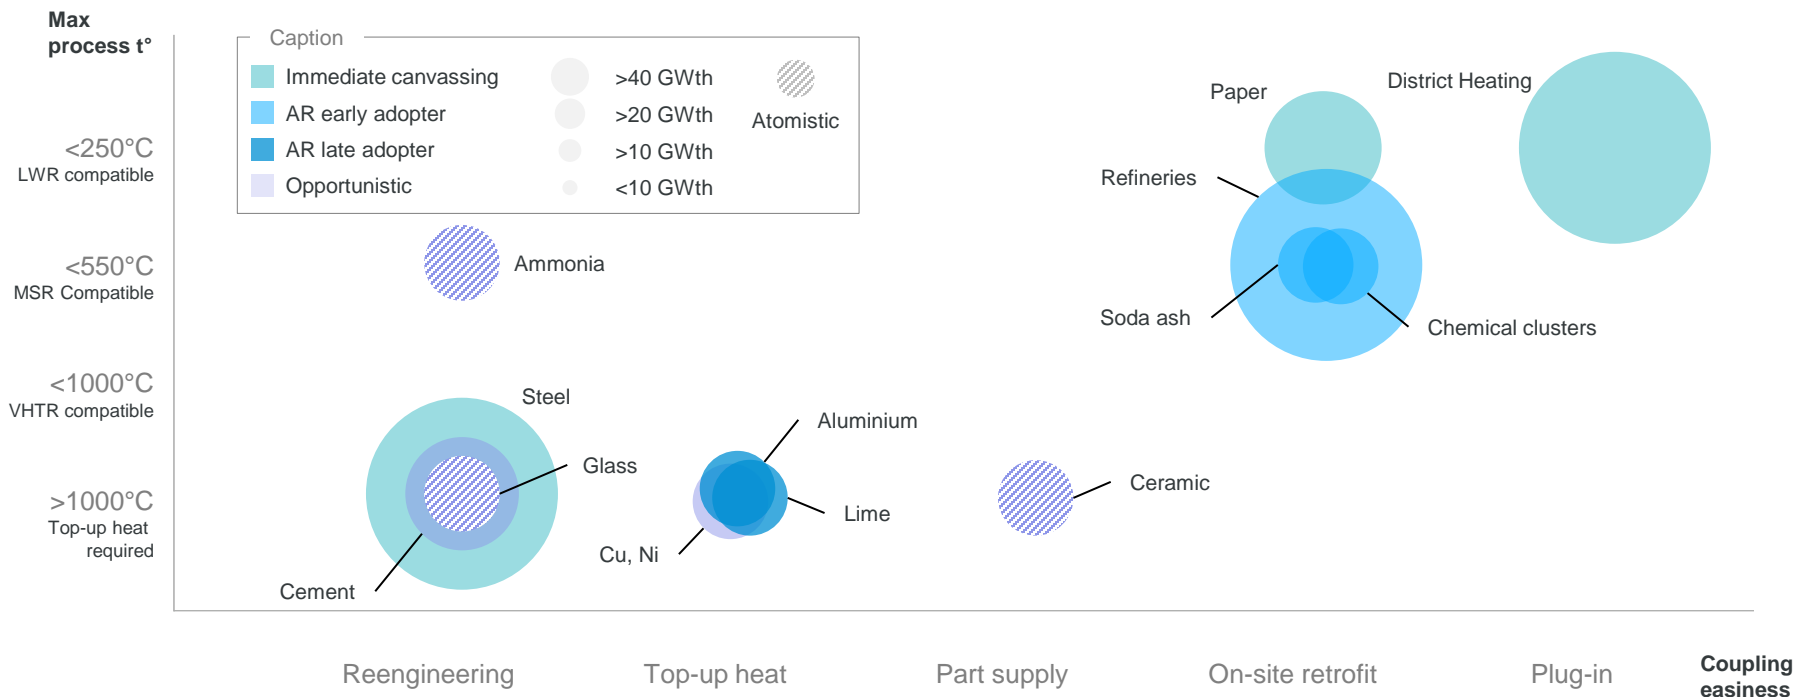 Max
process t°
Caption
Immediate canvassing
AR early adopter
AR late adopter
Opportunistic
>40 GWth
>20 GWth
>10 GWth
<10 GWth
Atomistic
Paper
District Heating
<250°C
LWR compatible
Refineries
Ammonia
<550°C
MSR Compatible
Soda ash
Chemical clusters
<1000°C
VHTR compatible
Steel
Aluminium
Glass
Ceramic
>1000°C
Top-up heat
required
Lime
Cu, Ni
Cement
Reengineering
Top-up heat
Part supply
On-site retrofit
Plug-in
Coupling
easiness